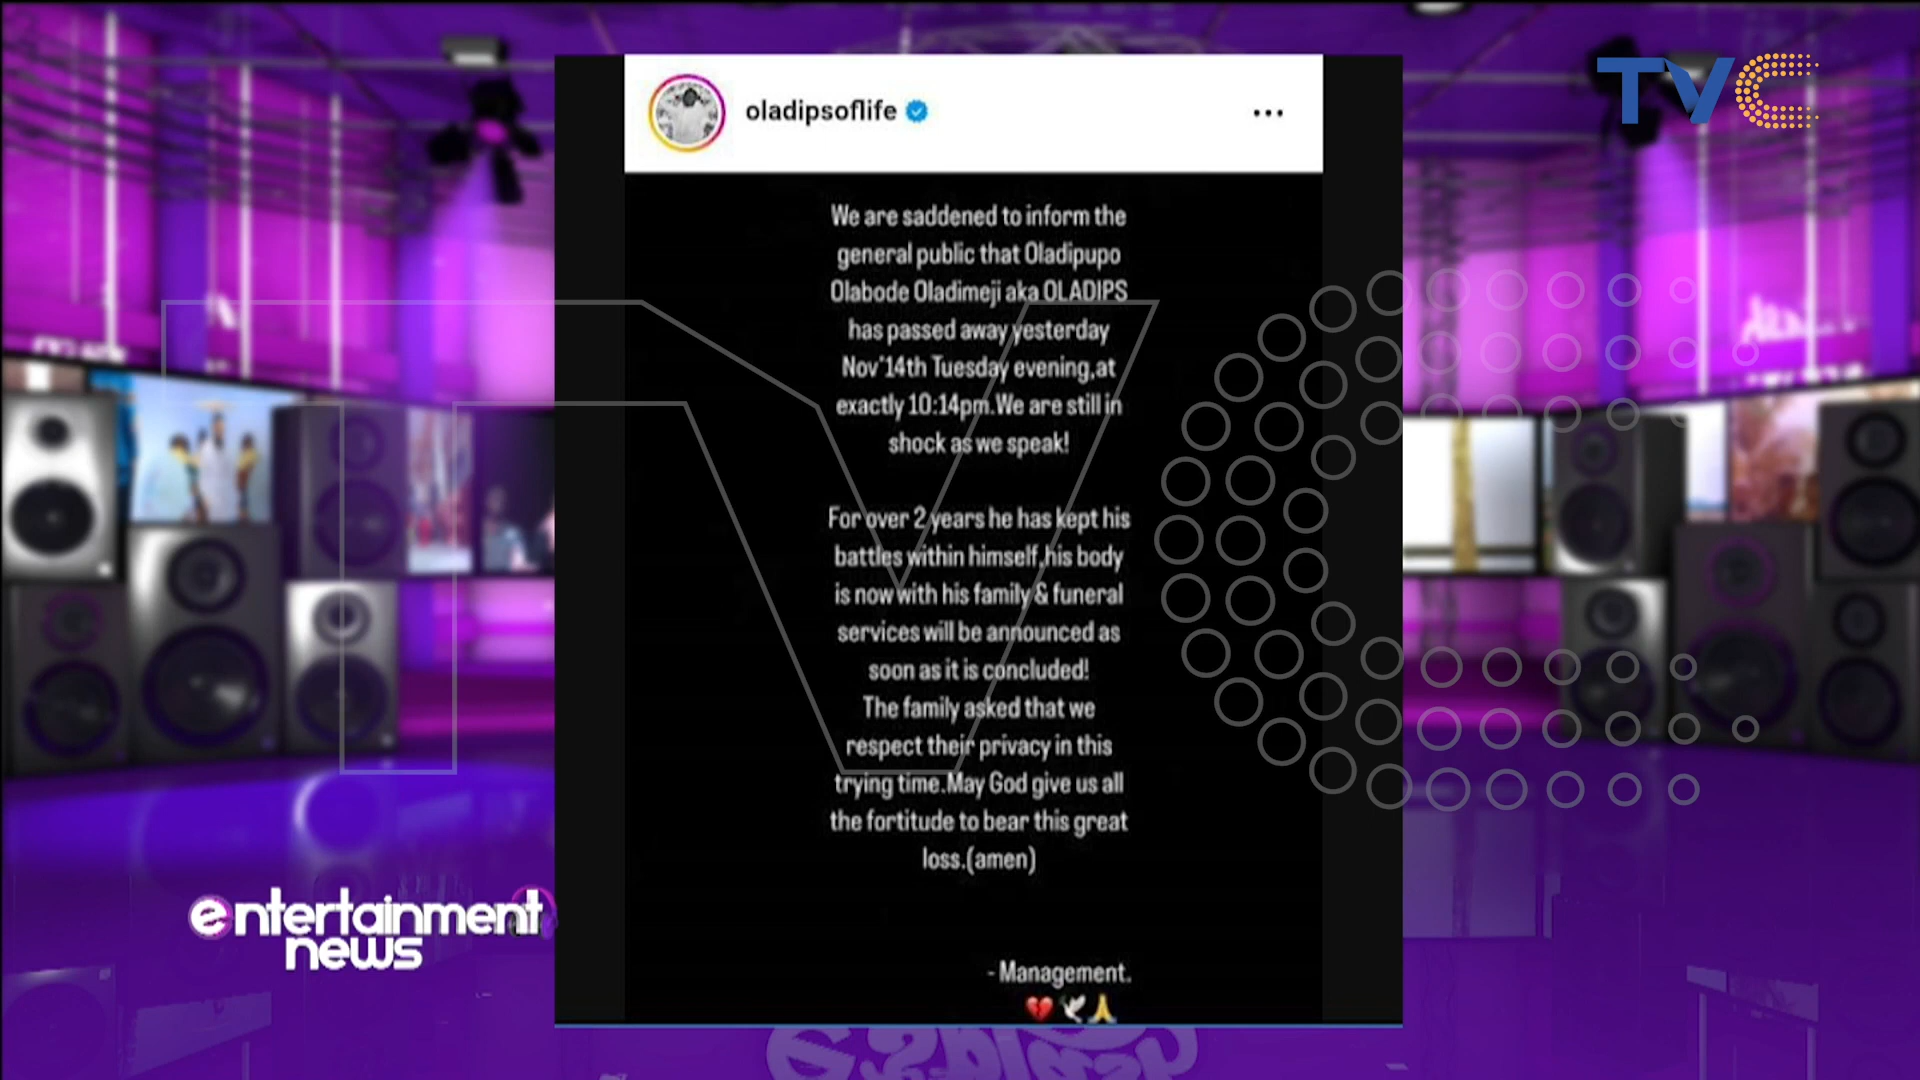 TVC
oladipsoflife
We are saddened to inform the
general public that Oladipupo
Olabode Oladimeji aka OLADIPS
has passed away yesterday
Nov'14th Tuesday evening,at
exactly 10:14pm.We are still in
shock as we speak!
For over 2 years he has kept his
battles within himself,his body
is now with his family & funeral
services will be announced as
soon as it is concluded!
The family asked that we
respect their privacy in this
trying time.May God give us all
the fortitude to bear this great
loss.(amen)
- Management.
💔🕊🙏
TVC
entertainment
news